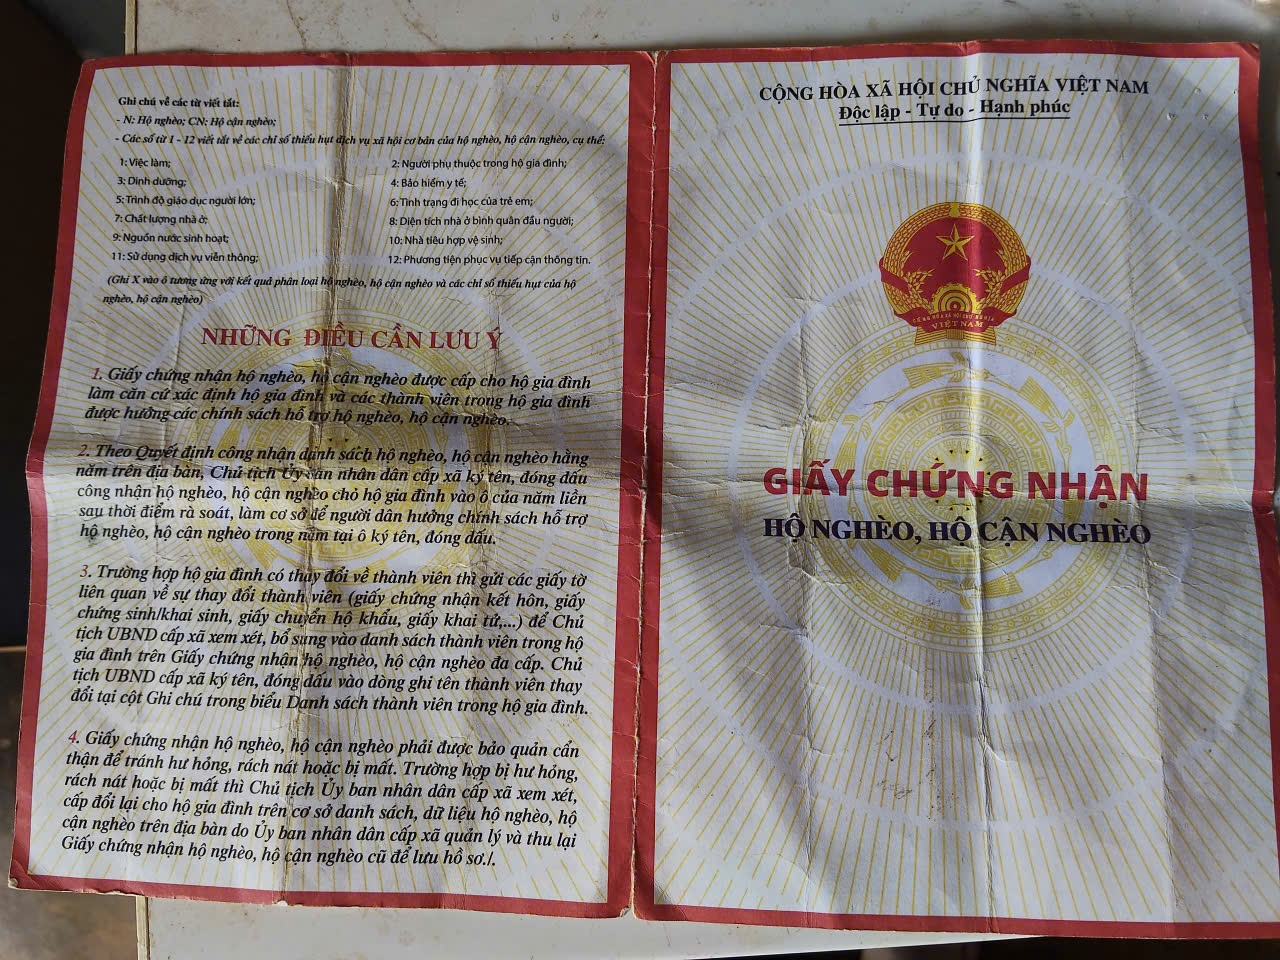 Ghi chú về các từ viết tắt:
- N: Hộ nghèo; CN: Hộ cận nghèo;
- Các số từ 1 - 12 viết tắt về các chỉ số thiếu hụt dịch vụ xã hội cơ bản của hộ nghèo, hộ cận nghèo, cụ thể:
1: Việc làm; 2: Người phụ thuộc trong hộ gia đình;
3: Dinh dưỡng; 4: Bảo hiểm y tế;
5: Trình độ giáo dục người lớn; 6: Tình trạng đi học của trẻ em;
7: Chất lượng nhà ở; 8: Diện tích nhà ở bình quân đầu người;
9: Nguồn nước sinh hoạt; 10: Nhà tiêu hợp vệ sinh;
11: Sử dụng dịch vụ viễn thông; 12: Phương tiện phục vụ tiếp cận thông tin.
(Ghi X vào ô tương ứng với kết quả phân loại hộ nghèo, hộ cận nghèo và các chỉ số thiếu hụt của hộ
nghèo, hộ cận nghèo)
NHỮNG ĐIỀU CẦN LƯU Ý
1. Giấy chứng nhận hộ nghèo, hộ cận nghèo được cấp cho hộ gia đình
làm căn cứ xác định hộ gia đình và các thành viên trong hộ gia đình
được hưởng các chính sách hỗ trợ hộ nghèo, hộ cận nghèo.
2. Theo Quyết định công nhận danh sách hộ nghèo, hộ cận nghèo hằng
năm trên địa bàn, Chủ tịch Ủy ban nhân dân cấp xã ký tên, đóng dấu
công nhận hộ nghèo, hộ cận nghèo cho hộ gia đình vào ô của năm liền
sau thời điểm rà soát, làm cơ sở để người dân hưởng chính sách hỗ trợ
hộ nghèo, hộ cận nghèo trong năm tại ô ký tên, đóng dấu.
3. Trường hợp hộ gia đình có thay đổi về thành viên thì gửi các giấy tờ
liên quan về sự thay đổi thành viên (giấy chứng nhận kết hôn, giấy
chứng sinh/khai sinh, giấy chuyển hộ khẩu, giấy khai tử,...) để Chủ
tịch UBND cấp xã xem xét, bổ sung vào danh sách thành viên trong hộ
gia đình trên Giấy chứng nhận hộ nghèo, hộ cận nghèo đa cấp. Chủ
tịch UBND cấp xã ký tên, đóng dấu vào dòng ghi tên thành viên thay
đổi tại cột Ghi chú trong biểu Danh sách thành viên trong hộ gia đình.
4. Giấy chứng nhận hộ nghèo, hộ cận nghèo phải được bảo quản cẩn
thận để tránh hư hỏng, rách nát hoặc bị mất. Trường hợp bị hư hỏng,
rách nát hoặc bị mất thì Chủ tịch Ủy ban nhân dân cấp xã xem xét,
cấp đổi lại cho hộ gia đình trên cơ sở danh sách, dữ liệu hộ nghèo, hộ
cận nghèo trên địa bàn do Ủy ban nhân dân cấp xã quản lý và thu lại
Giấy chứng nhận hộ nghèo, hộ cận nghèo cũ để lưu hồ sơ./.
CỘNG HÒA XÃ HỘI CHỦ NGHĨA VIỆT NAM
Độc lập - Tự do - Hạnh phúc
CỘNG HÒA XÃ HỘI CHỦ NGHĨA
VIỆT NAM
GIẤY CHỨNG NHẬN
HỘ NGHÈO, HỘ CẬN NGHÈO